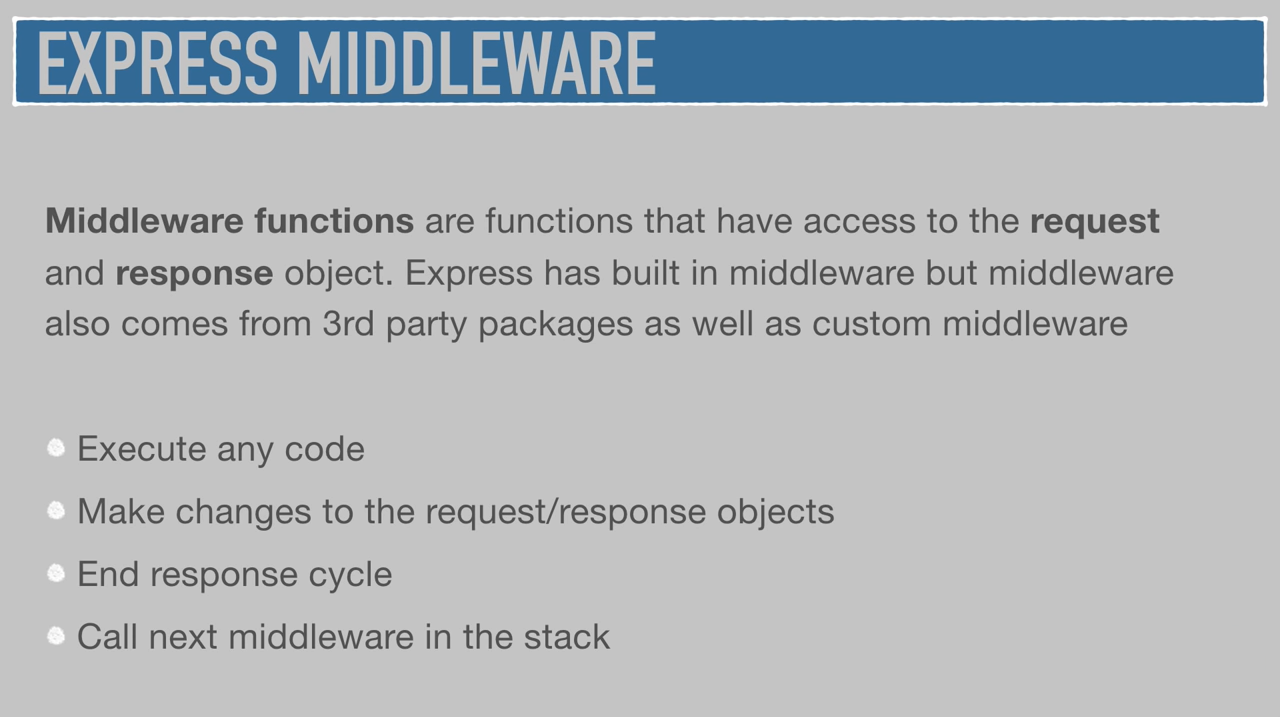 EXPRESS MIDDLEWARE
Middleware functions are functions that have access to the request
and response object. Express has built in middleware but middleware
also comes from 3rd party packages as well as custom middleware
Execute any code
Make changes to the request/response objects
End response cycle
Call next middleware in the stack